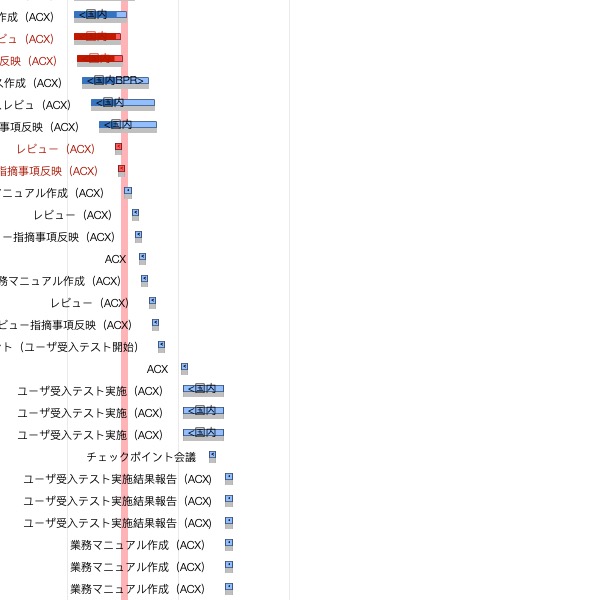 作成 (ACX) <国内
ビュ (ACX) <国内
反映 (ACX) <国内
ス作成 (ACX) <国内BPR>
スレビュ (ACX) <国内
事項反映 (ACX) <国内
レビュー (ACX)
指摘事項反映 (ACX)
マニュアル作成 (ACX)
レビュー (ACX)
ー指摘事項反映 (ACX)
ACX
務マニュアル作成 (ACX)
レビュー (ACX)
ビュー指摘事項反映 (ACX)
ト (ユーザ受入テスト開始)
ACX
ユーザ受入テスト実施 (ACX) <国内
ユーザ受入テスト実施 (ACX) <国内
ユーザ受入テスト実施 (ACX) <国内
チェックポイント会議
ユーザ受入テスト実施結果報告 (ACX)
ユーザ受入テスト実施結果報告 (ACX)
ユーザ受入テスト実施結果報告 (ACX)
業務マニュアル作成 (ACX)
業務マニュアル作成 (ACX)
業務マニュアル作成 (ACX)